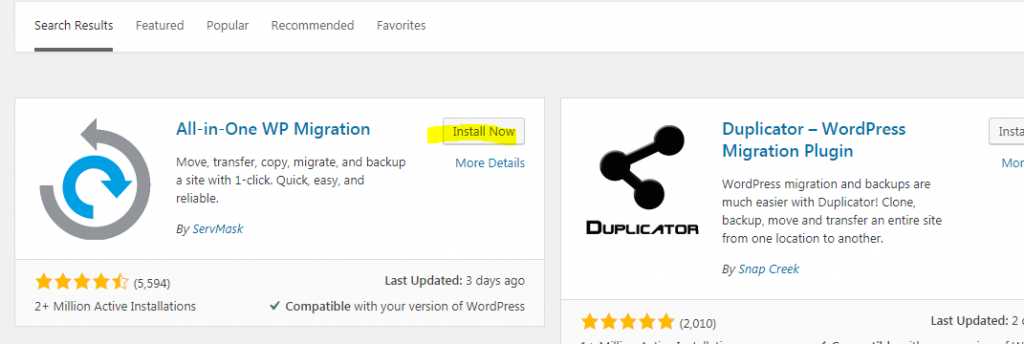 Search Results Featured Popular Recommended Favorites
All-in-One WP Migration
Install Now
More Details
Move, transfer, copy, migrate, and backup
a site with 1-click. Quick, easy, and
reliable.
By ServMask
(5,594)
Last Updated: 3 days ago
2+ Million Active Installations
Compatible with your version of WordPress
DUPLICATOR
Duplicator – WordPress
Migration Plugin
WordPress migration and backups are
much easier with Duplicator! Clone,
backup, move and transfer an entire site
from one location to another.
By Snap Creek
(2,010)
Last Updated: 2